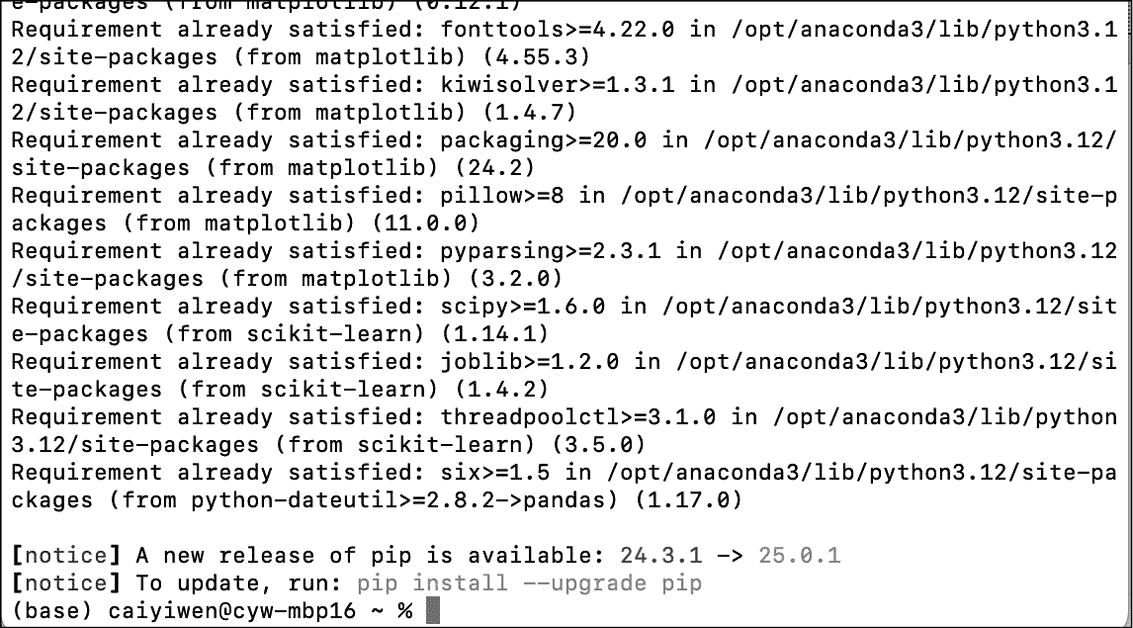 e-packages (from matplotlib) (0.12.1)
Requirement already satisfied: fonttools>=4.22.0 in /opt/anaconda3/lib/python3.1
2/site-packages (from matplotlib) (4.55.3)
Requirement already satisfied: kiwisolver>=1.3.1 in /opt/anaconda3/lib/python3.1
2/site-packages (from matplotlib) (1.4.7)
Requirement already satisfied: packaging>=20.0 in /opt/anaconda3/lib/python3.12/
site-packages (from matplotlib) (24.2)
Requirement already satisfied: pillow>=8 in /opt/anaconda3/lib/python3.12/site-p
ackages (from matplotlib) (11.0.0)
Requirement already satisfied: pyparsing>=2.3.1 in /opt/anaconda3/lib/python3.12
/site-packages (from matplotlib) (3.2.0)
Requirement already satisfied: scipy>=1.6.0 in /opt/anaconda3/lib/python3.12/sit
e-packages (from scikit-learn) (1.14.1)
Requirement already satisfied: joblib>=1.2.0 in /opt/anaconda3/lib/python3.12/si
te-packages (from scikit-learn) (1.4.2)
Requirement already satisfied: threadpoolctl>=3.1.0 in /opt/anaconda3/lib/python
3.12/site-packages (from scikit-learn) (3.5.0)
Requirement already satisfied: six>=1.5 in /opt/anaconda3/lib/python3.12/site-pa
ckages (from python-dateutil>=2.8.2->pandas) (1.17.0)
[notice] A new release of pip is available: 24.3.1 -> 25.0.1
[notice] To update, run: pip install --upgrade pip
(base) caiyiwen@cyw-mbp16 ~ %